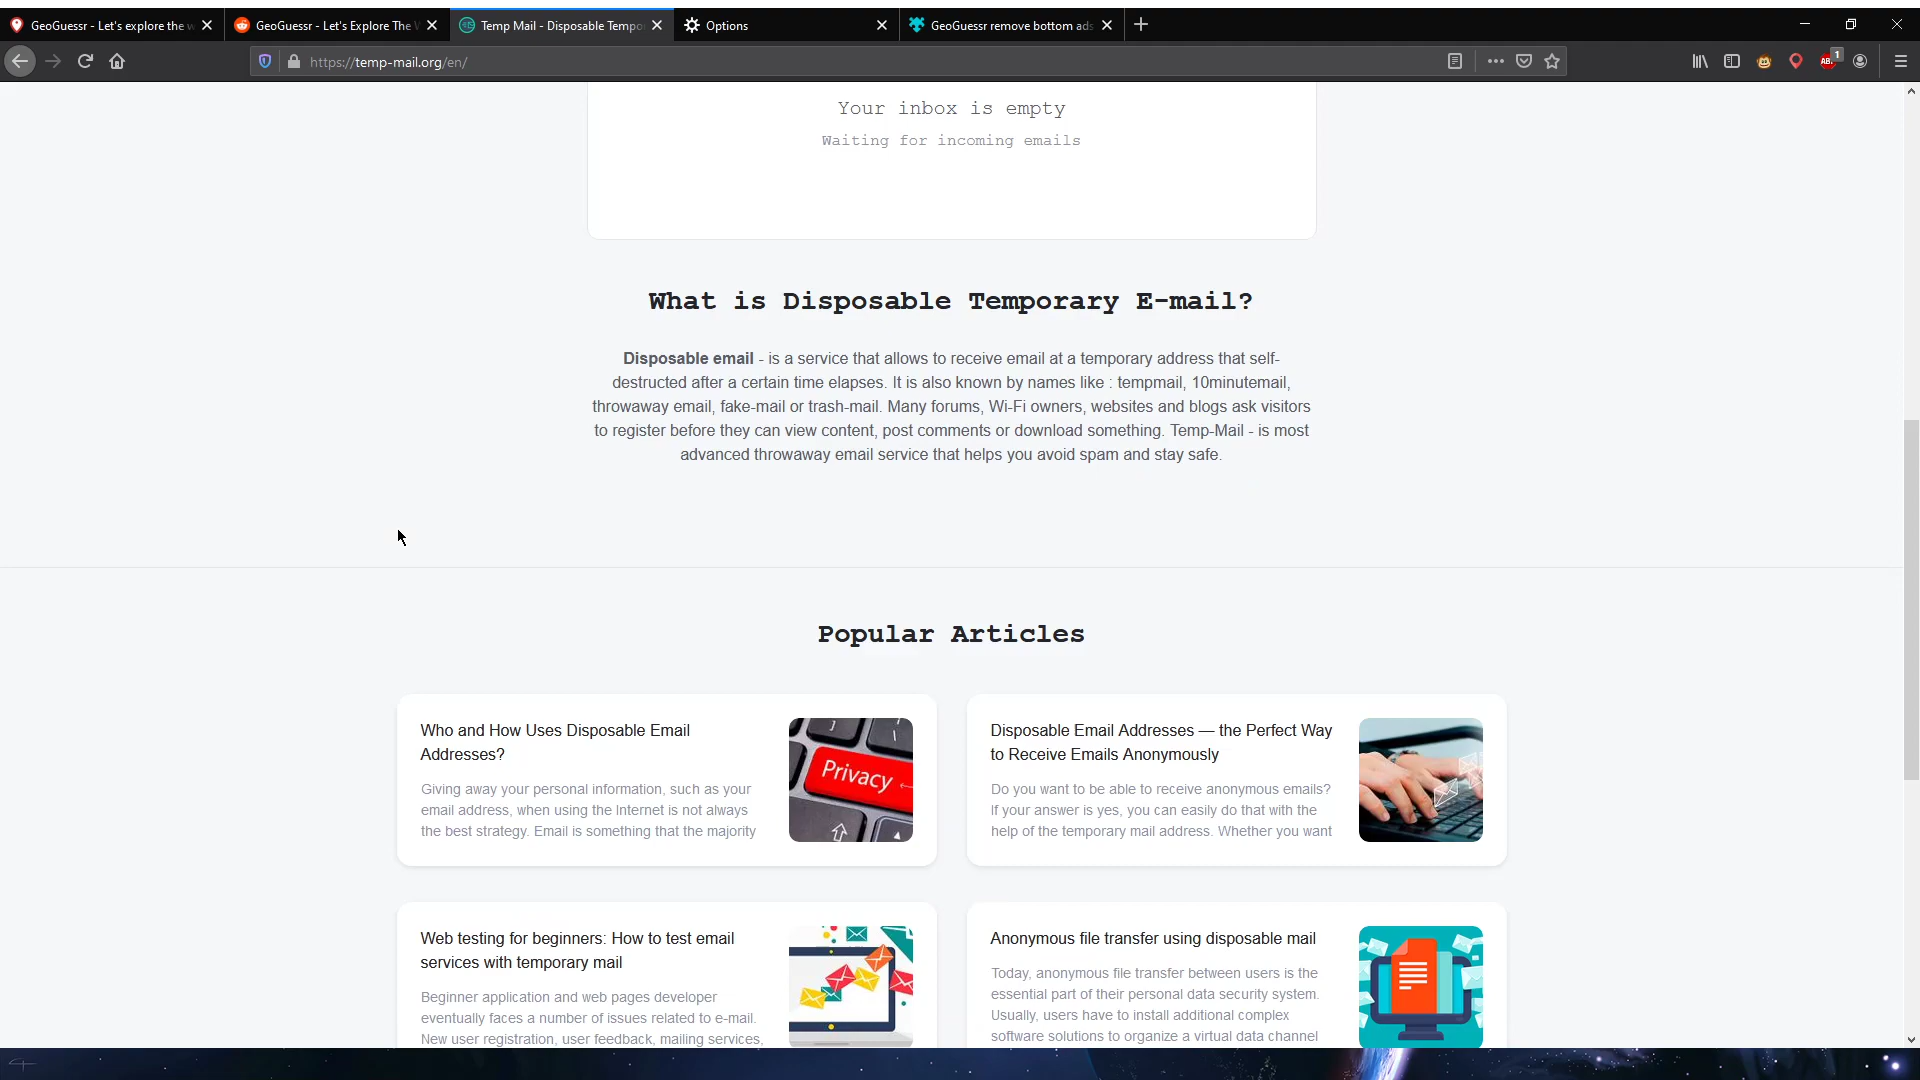 GeoGuessr - Let's explore the w
GeoGuessr - Let's Explore The W
Temp Mail - Disposable Tempo
Options
GeoGuessr remove bottom ads
https://temp-mail.org/en/
1
Your inbox is empty
Waiting for incoming emails
What is Disposable Temporary E-mail?
Disposable email - is a service that allows to receive email at a temporary address that self-
destructed after a certain time elapses. It is also known by names like : tempmail, 10minutemail,
throwaway email, fake-mail or trash-mail. Many forums, Wi-Fi owners, websites and blogs ask visitors
to register before they can view content, post comments or download something. Temp-Mail - is most
advanced throwaway email service that helps you avoid spam and stay safe.
Popular Articles
Who and How Uses Disposable Email
Addresses?
Giving away your personal information, such as your
email address, when using the Internet is not always
the best strategy. Email is something that the majority
Privacy
Disposable Email Addresses — the Perfect Way
to Receive Emails Anonymously
Do you want to be able to receive anonymous emails?
If your answer is yes, you can easily do that with the
help of the temporary mail address. Whether you want
Web testing for beginners: How to test email
services with temporary mail
Beginner application and web pages developer
eventually faces a number of issues related to e-mail.
New user registration, user feedback, mailing services,
Anonymous file transfer using disposable mail
Today, anonymous file transfer between users is the
essential part of their personal data security system.
Usually, users have to install additional complex
software solutions to organize a virtual data channel